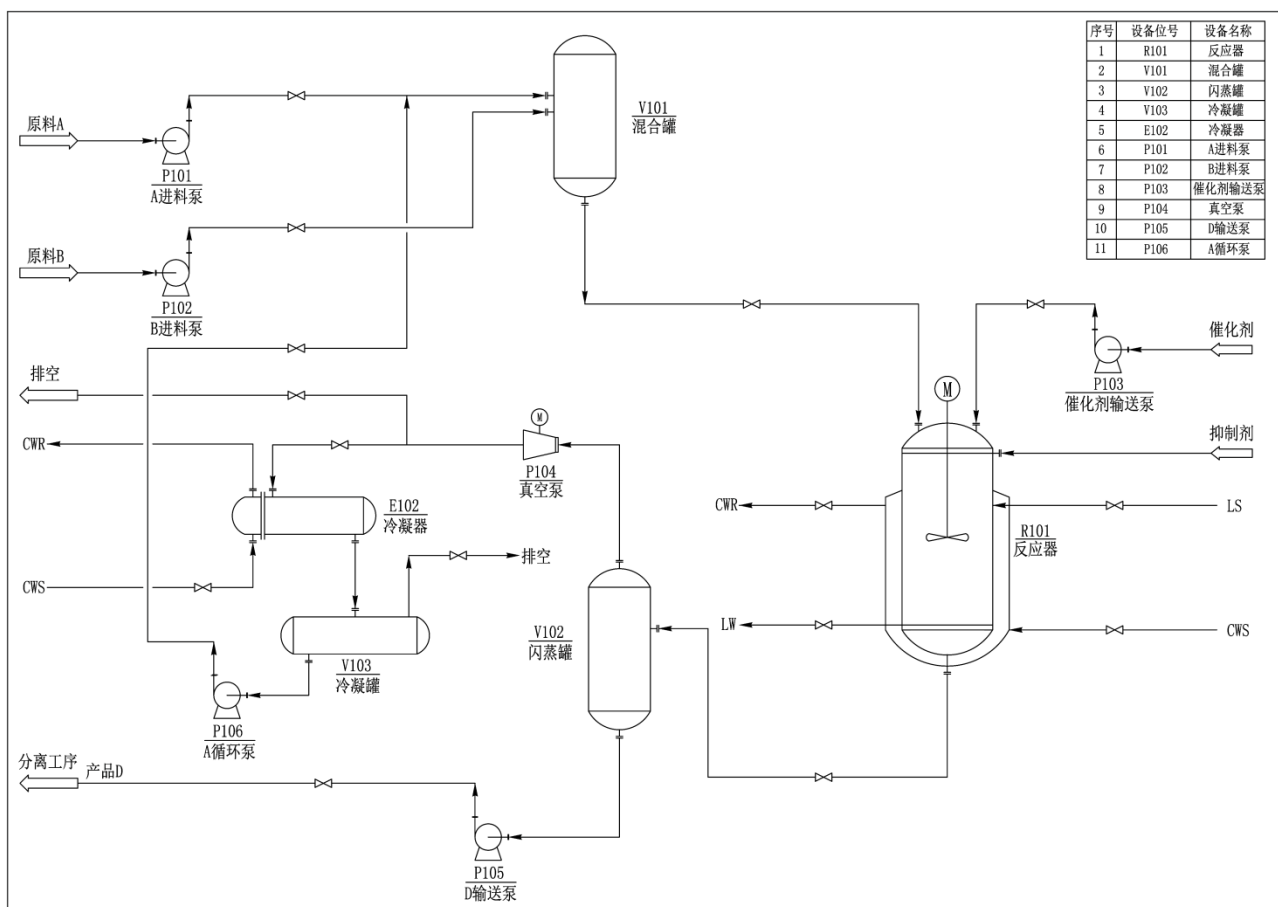 序号 设备位号 设备名称
1 R101 反应器
2 V101 混合罐
3 V102 闪蒸罐
4 V103 冷凝罐
5 E102 冷凝器
6 P101 A进料泵
7 P102 B进料泵
8 P103 催化剂输送泵
9 P104 真空泵
10 P105 D输送泵
11 P106 A循环泵
V101
混合罐
原料A
P101
A进料泵
原料B
P102
B进料泵
催化剂
P103
催化剂输送泵
排空
M
M
CWR
P104
真空泵
抑制剂
E102
冷凝器
CWR
LS
R101
反应器
排空
CWS
V102
闪蒸罐
LW
CWS
V103
冷凝罐
P106
A循环泵
分离工序
产品D
P105
D输送泵